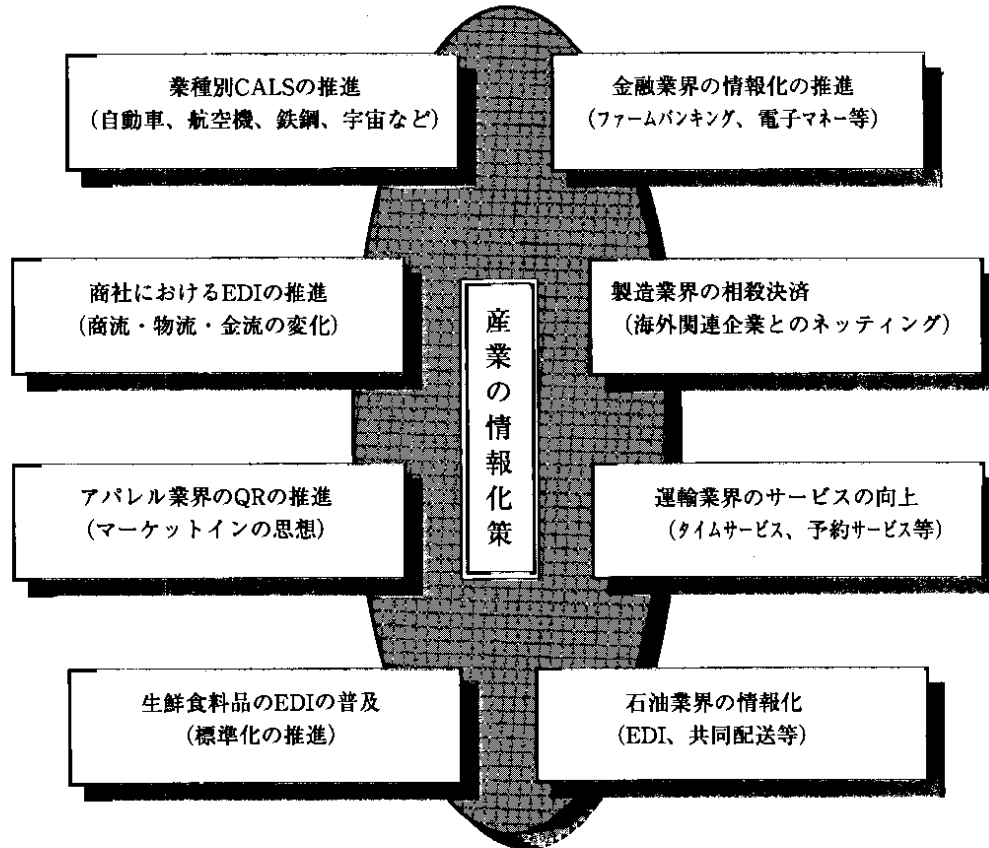 業種別CALSの推進
(自動車、航空機、鉄鋼、宇宙など)
金融業界の情報化の推進
(ファームバンキング、電子マネー等)
商社におけるEDIの推進
(商流・物流・金流の変化)
製造業界の相殺決済
(海外関連企業とのネッティング)
産業の情報化策
アパレル業界のQRの推進
(マーケットインの思想)
運輸業界のサービスの向上
(タイムサービス、予約サービス等)
生鮮食料品のEDIの普及
(標準化の推進)
石油業界の情報化
(EDI、共同配送等)